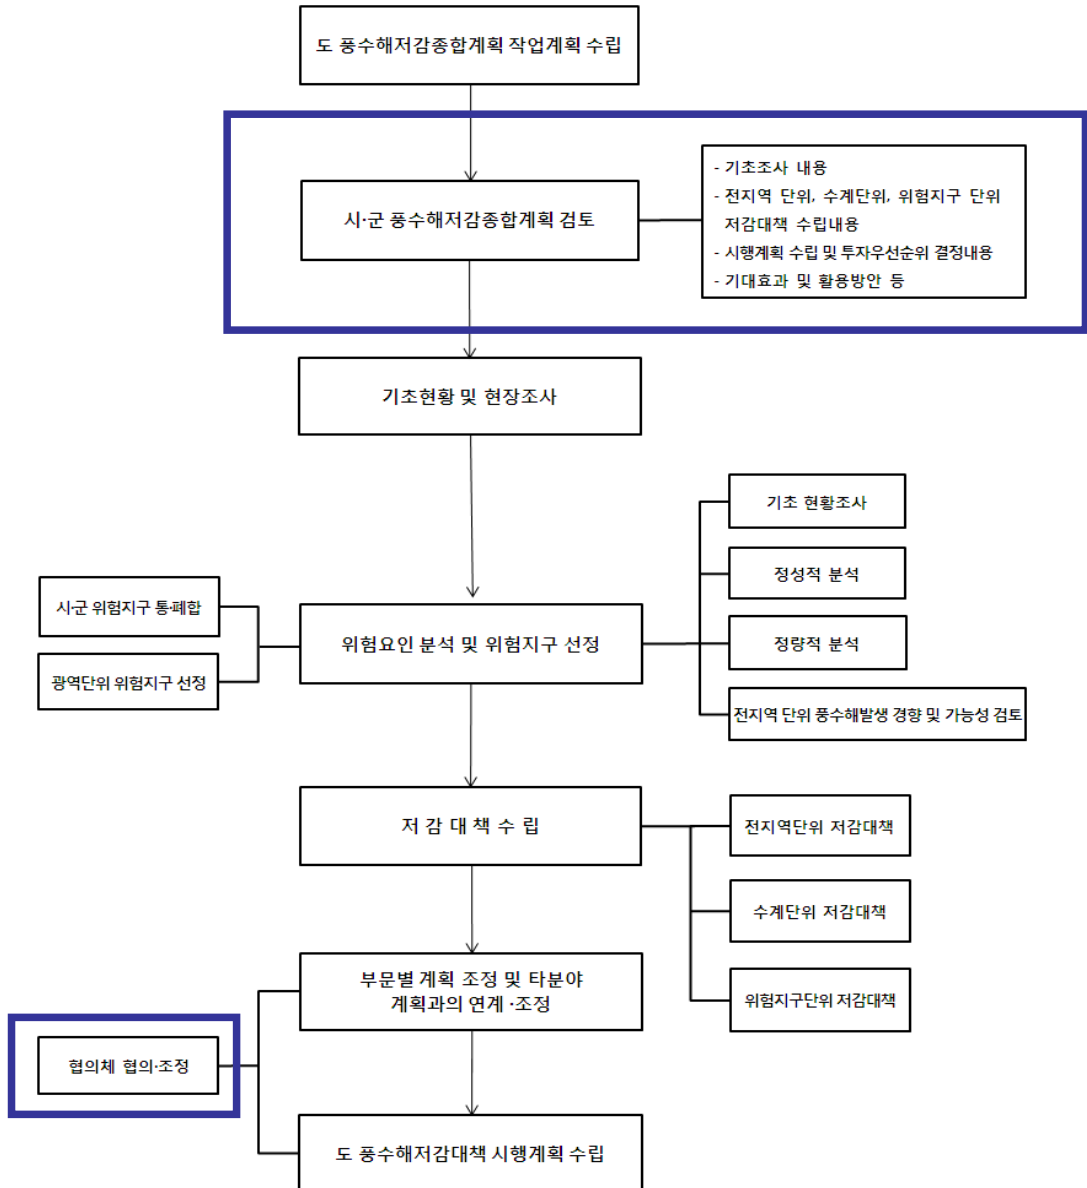 도 풍수해저감종합계획 작업계획 수립
시·군 풍수해저감종합계획 검토
- 기초조사 내용
- 전지역 단위, 수계단위, 위험지구 단위
저감대책 수립내용
- 시행계획 수립 및 투자우선순위 결정내용
- 기대효과 및 활용방안 등
기초현황 및 현장조사
시·군 위험지구 통·폐합
광역단위 위험지구 선정
위험요인 분석 및 위험지구 선정
기초 현황조사
정성적 분석
정량적 분석
전지역 단위 풍수해발생 경향 및 가능성 검토
저 감 대 책 수 립
전지역단위 저감대책
수계단위 저감대책
위험지구단위 저감대책
부문별 계획 조정 및 타분야
계획과의 연계 ·조정
협의체 협의·조정
도 풍수해저감대책 시행계획 수립